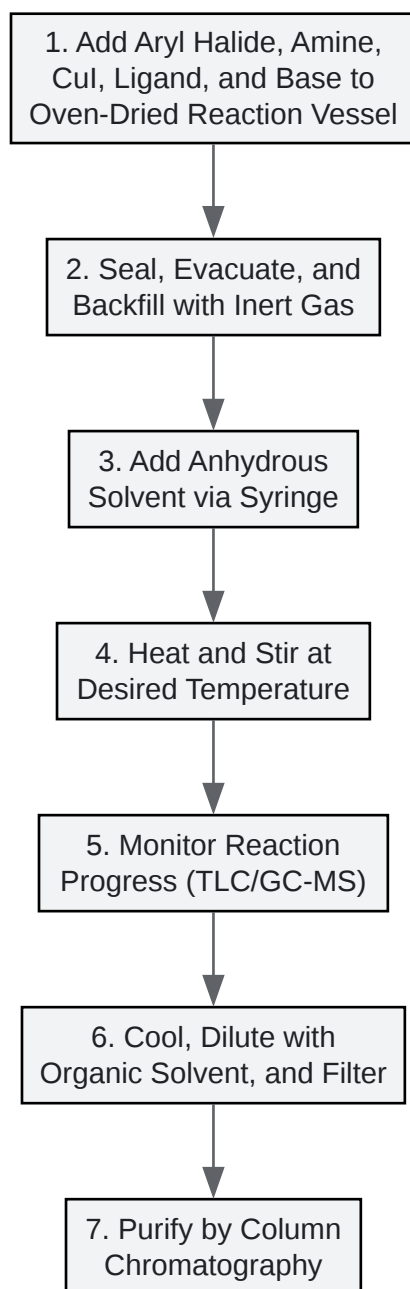 1. Add Aryl Halide, Amine,
CuI, Ligand, and Base to
Oven-Dried Reaction Vessel
2. Seal, Evacuate, and
Backfill with Inert Gas
3. Add Anhydrous
Solvent via Syringe
4. Heat and Stir at
Desired Temperature
5. Monitor Reaction
Progress (TLC/GC-MS)
6. Cool, Dilute with
Organic Solvent, and Filter
7. Purify by Column
Chromatography